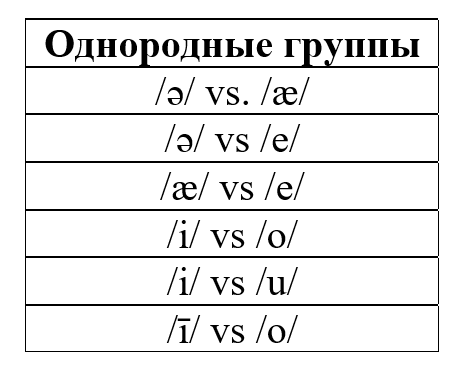 Однородные группы
/ə/ vs. /æ/
/ə/ vs /e/
/æ/ vs /e/
/i/ vs /o/
/i/ vs /u/
/ī/ vs /o/